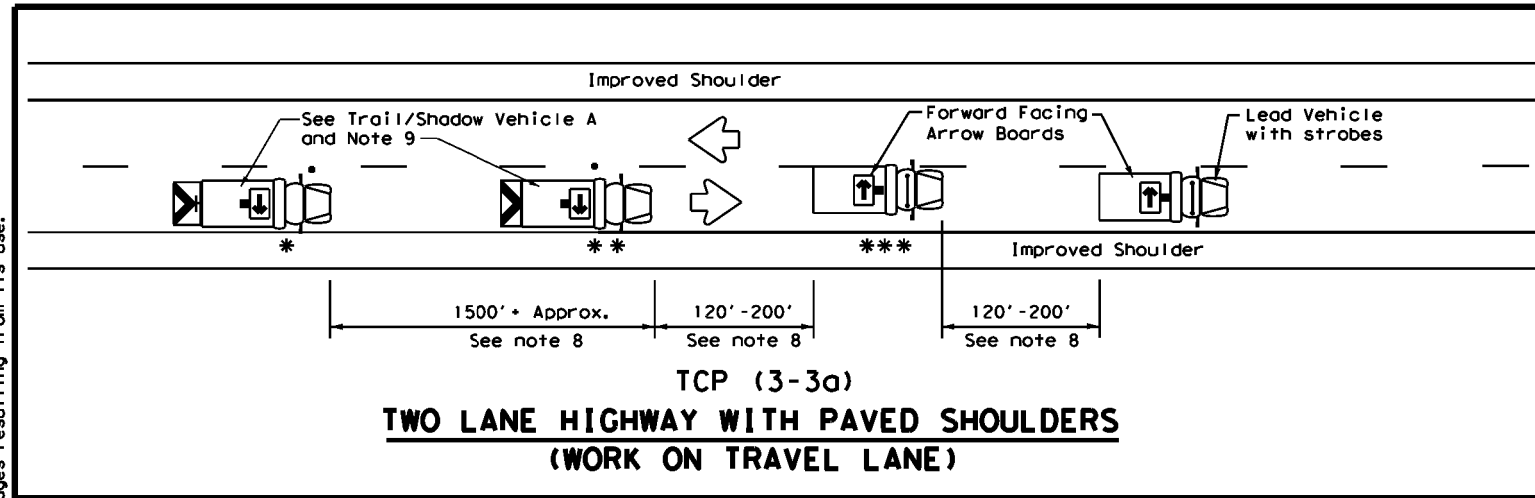 Improved Shoulder
See Trail/Shadow Vehicle A
and Note 9
Forward Facing
Arrow Boards
Lead Vehicle
with strobes
*
**
***
Improved Shoulder
1500'+ Approx.
See note 8
120'-200'
See note 8
120'-200'
See note 8
TCP (3-3a)
TWO LANE HIGHWAY WITH PAVED SHOULDERS
(WORK ON TRAVEL LANE)